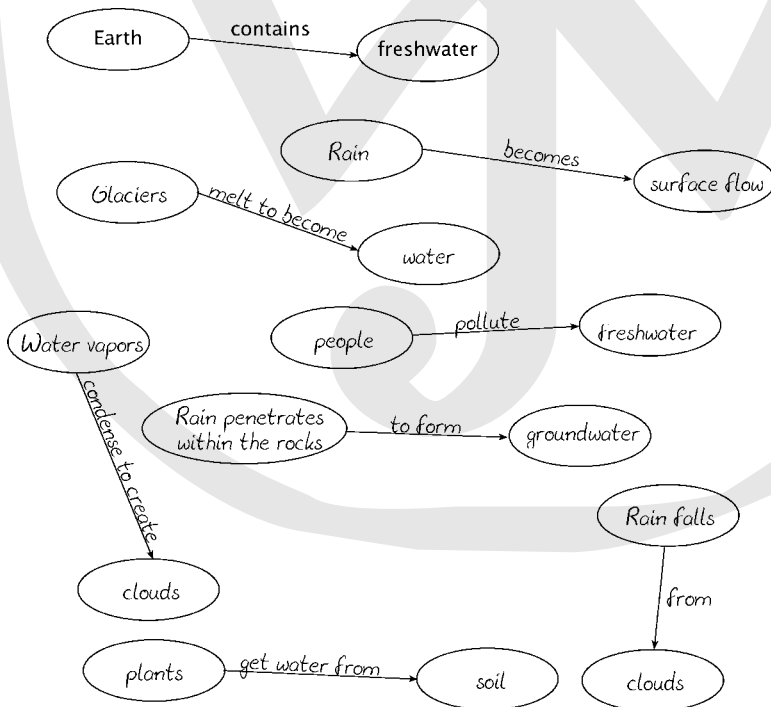 Earth
contains
freshwater
Rain
becomes
surface flow
Glaciers
melt to become
water
people
pollute
freshwater
Water vapors
condense to create
clouds
Rain penetrates
within the rocks
to form
groundwater
Rain falls
from
clouds
plants
get water from
soil